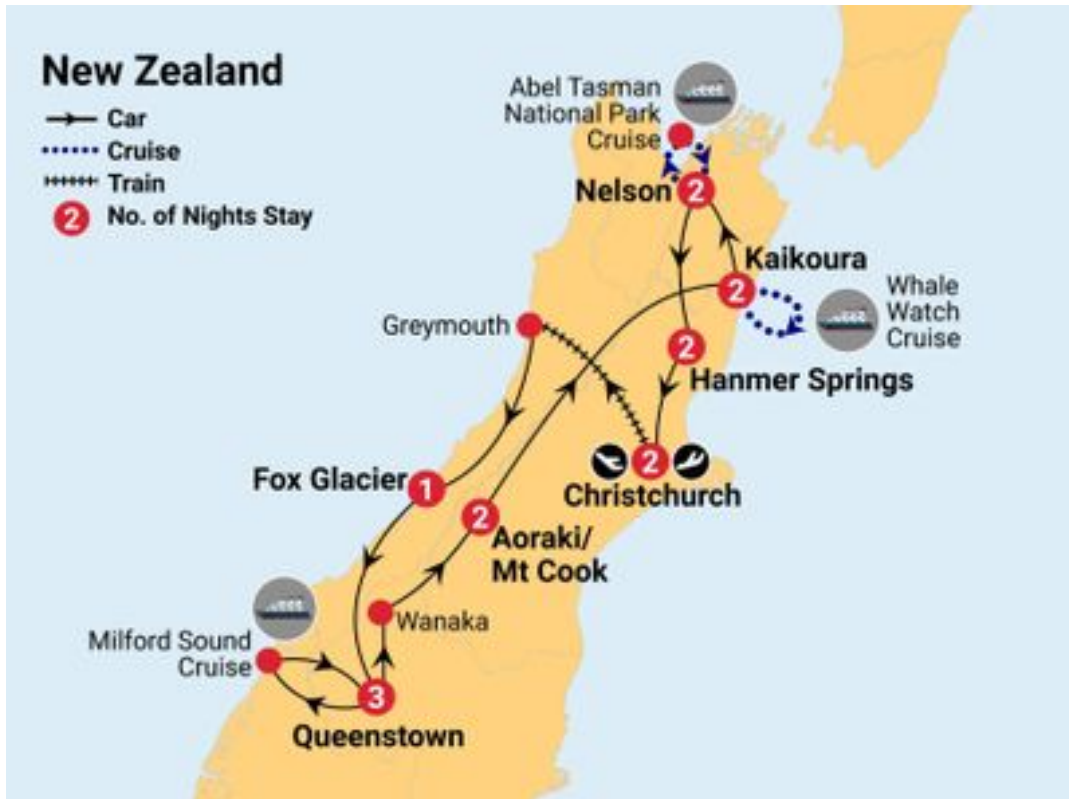 New Zealand
Car
Cruise
Train
2 No. of Nights Stay
Abel Tasman
National Park
Cruise
Nelson 2
Kaikoura
2
Whale
Watch
Cruise
Greymouth
2
Hanmer Springs
2
Christchurch
Fox Glacier 1
2
Aoraki/
Mt Cook
Wanaka
Milford Sound
Cruise
3
Queenstown